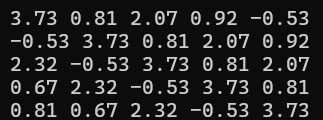 3.73 0.81 2.07 0.92 -0.53
-0.53 3.73 0.81 2.07 0.92
2.32 -0.53 3.73 0.81 2.07
0.67 2.32 -0.53 3.73 0.81
0.81 0.67 2.32 -0.53 3.73